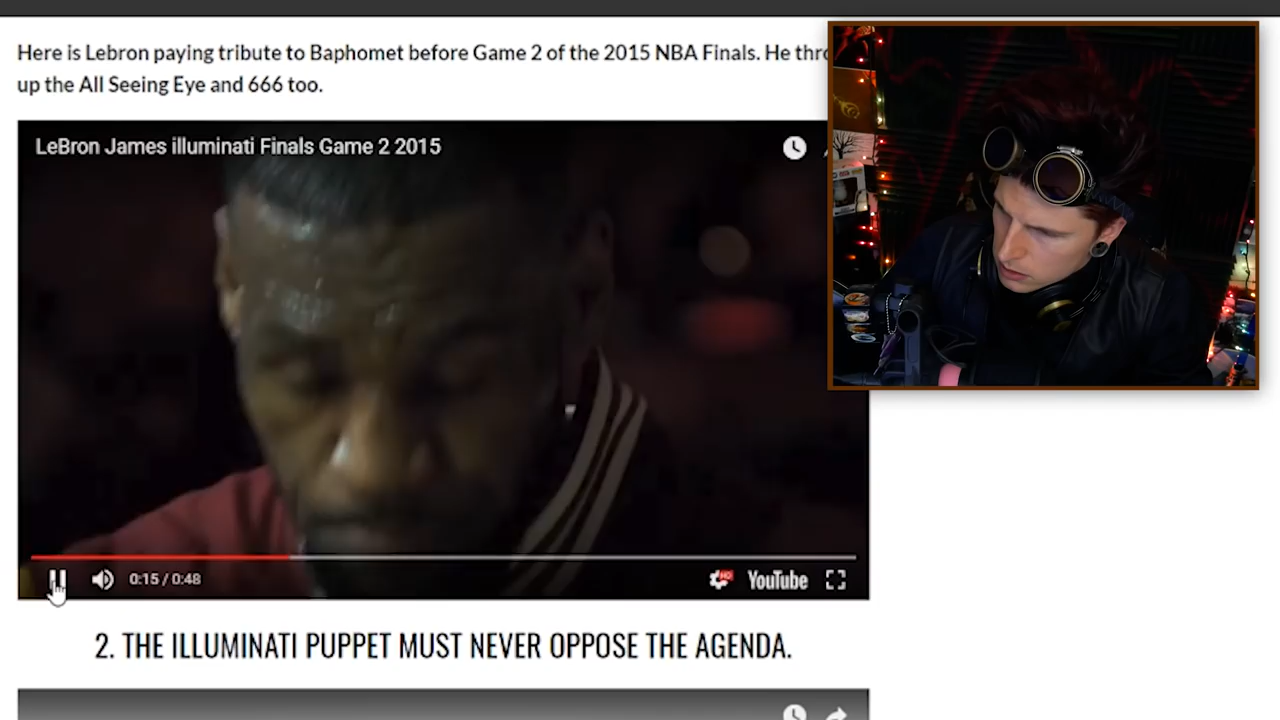 Here is Lebron paying tribute to Baphomet before Game 2 of the 2015 NBA Finals. He
up the All Seeing Eye and 666 too.
LeBron James illuminati Finals Game 2 2015
0:15 / 0:48
HD
YouTube
2. THE ILLUMINATI PUPPET MUST NEVER OPPOSE THE AGENDA.